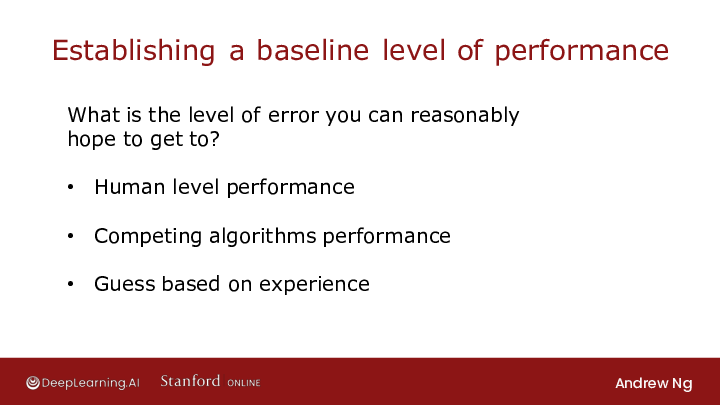 Establishing a baseline level of performance
What is the level of error you can reasonably
hope to get to?
• Human level performance
• Competing algorithms performance
• Guess based on experience
DeepLearning.AI Stanford ONLINE Andrew Ng